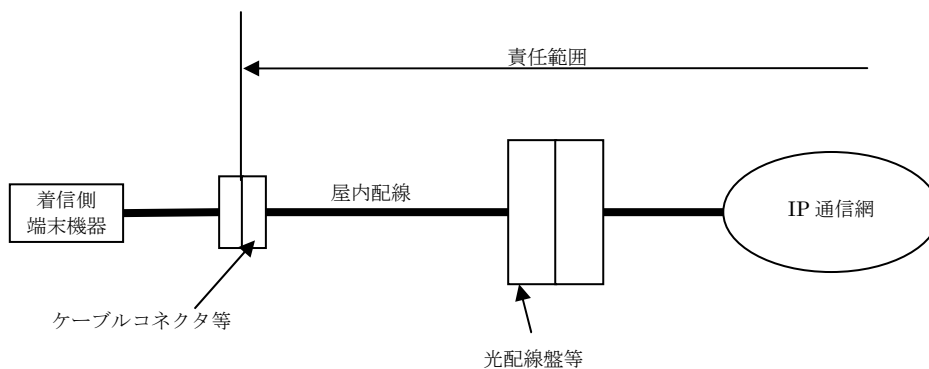 責任範囲
着信側
端末機器
屋内配線
IP 通信網
ケーブルコネクタ等
光配線盤等